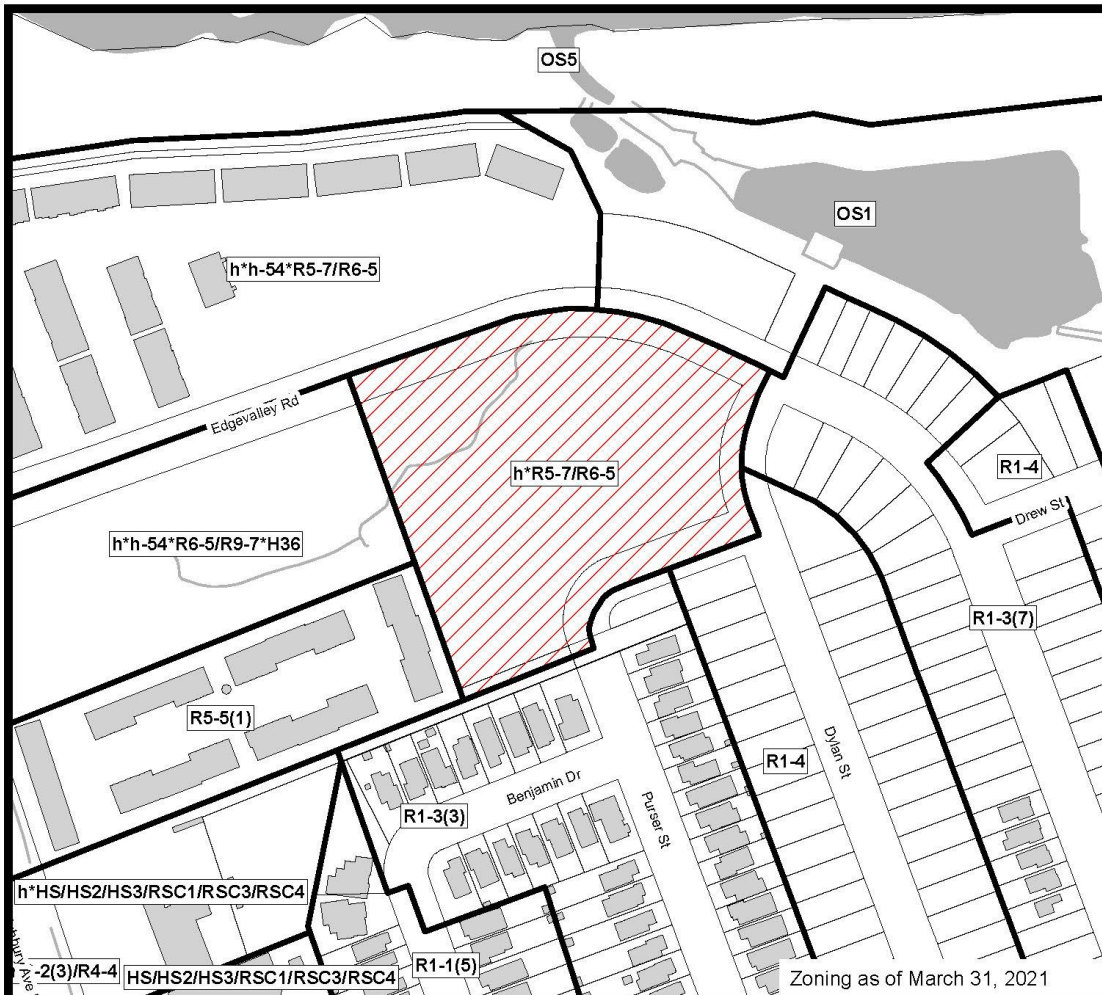 OS5
OS1
h*h-54*R5-7/R6-5
Edgevalley Rd
h*R5-7/R6-5
R1-4
Drew St
h*h-54*R6-5/R9-7*H36
R1-3(7)
R5-5(1)
Dylan St
R1-4
Benjamin Dr
Purser St
R1-3(3)
h*HS/HS2/HS3/RSC1/RSC3/RSC4
-2(3)/R4-4
HS/HS2/HS3/RSC1/RSC3/RSC4
R1-1(5)
Zoning as of March 31, 2021